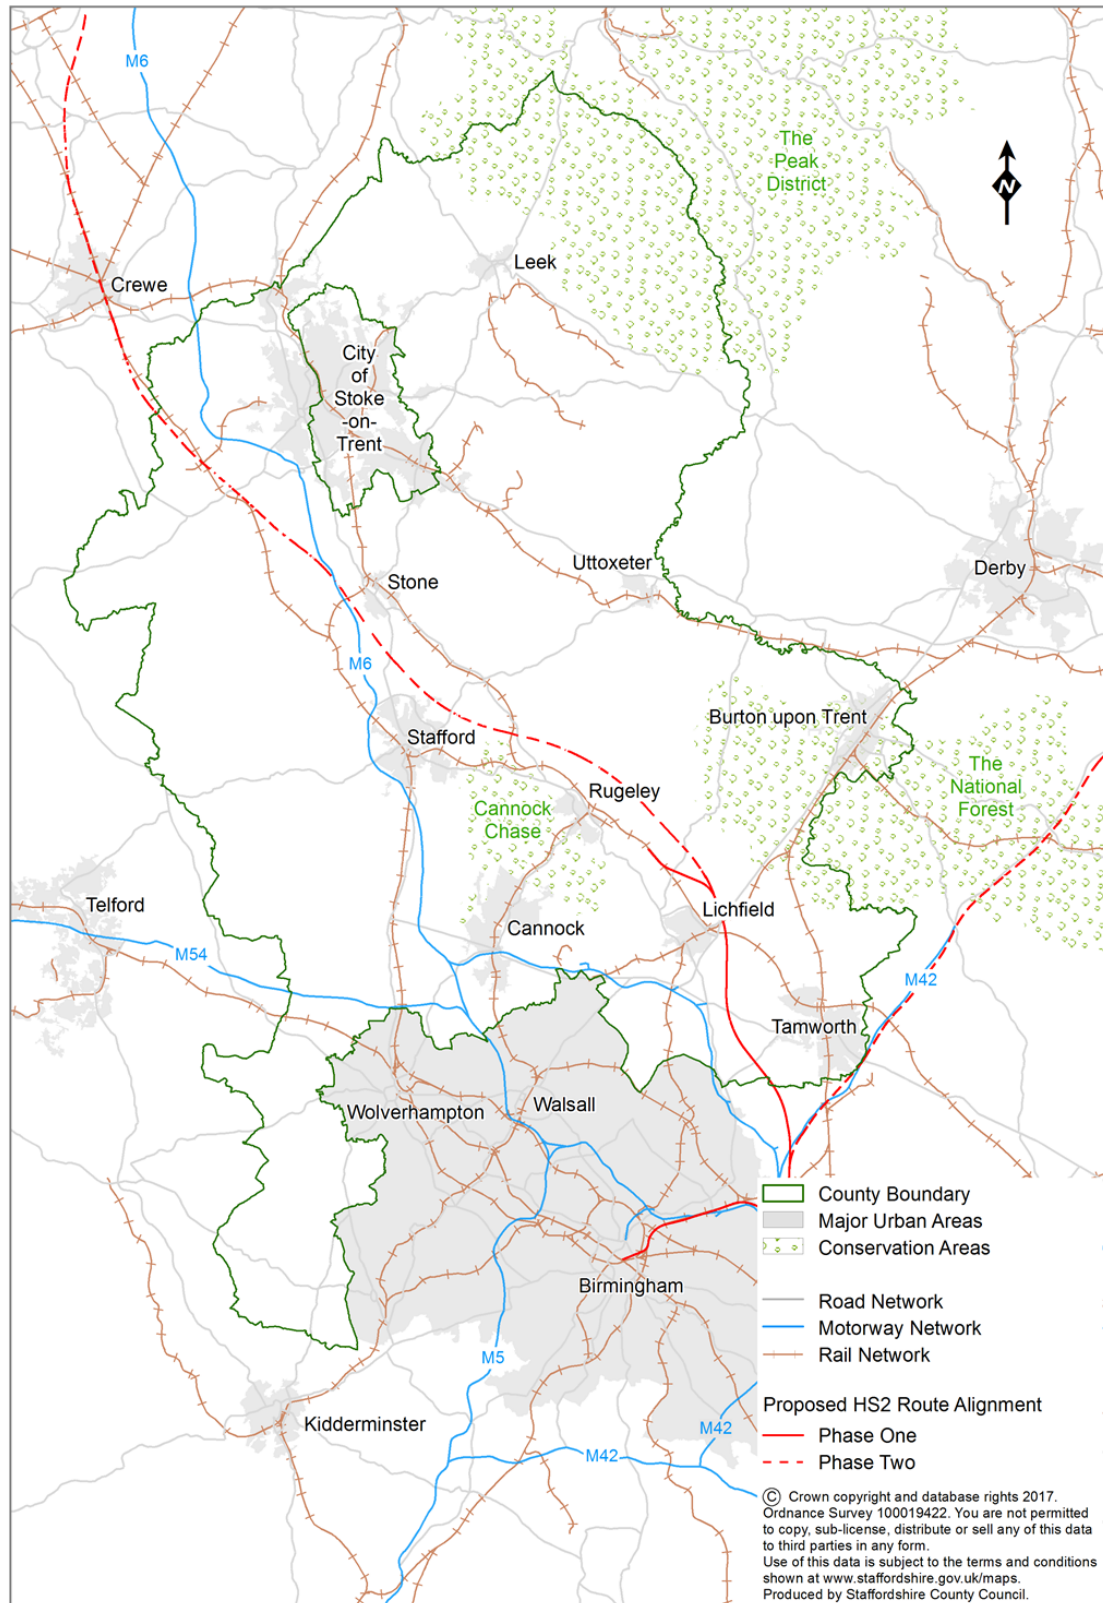 M6
The
Peak
District
N
Leek
Crewe
City
of
Stoke
-on-
Trent
Uttoxeter
Derby
Stone
M6
Burton upon Trent
Stafford
The
National
Forest
Rugeley
Cannock
Chase
Telford
Lichfield
Cannock
M54
M42
Tamworth
Wolverhampton
Walsall
County Boundary
Major Urban Areas
Conservation Areas
Birmingham
Road Network
Motorway Network
Rail Network
M5
Proposed HS2 Route Alignment
Kidderminster
M42
Phase One
M42
Phase Two
© Crown copyright and database rights 2017.
Ordnance Survey 100019422. You are not permitted
to copy, sub-license, distribute or sell any of this data
to third parties in any form.
Use of this data is subject to the terms and conditions
shown at www.staffordshire.gov.uk/maps.
Produced by Staffordshire County Council.